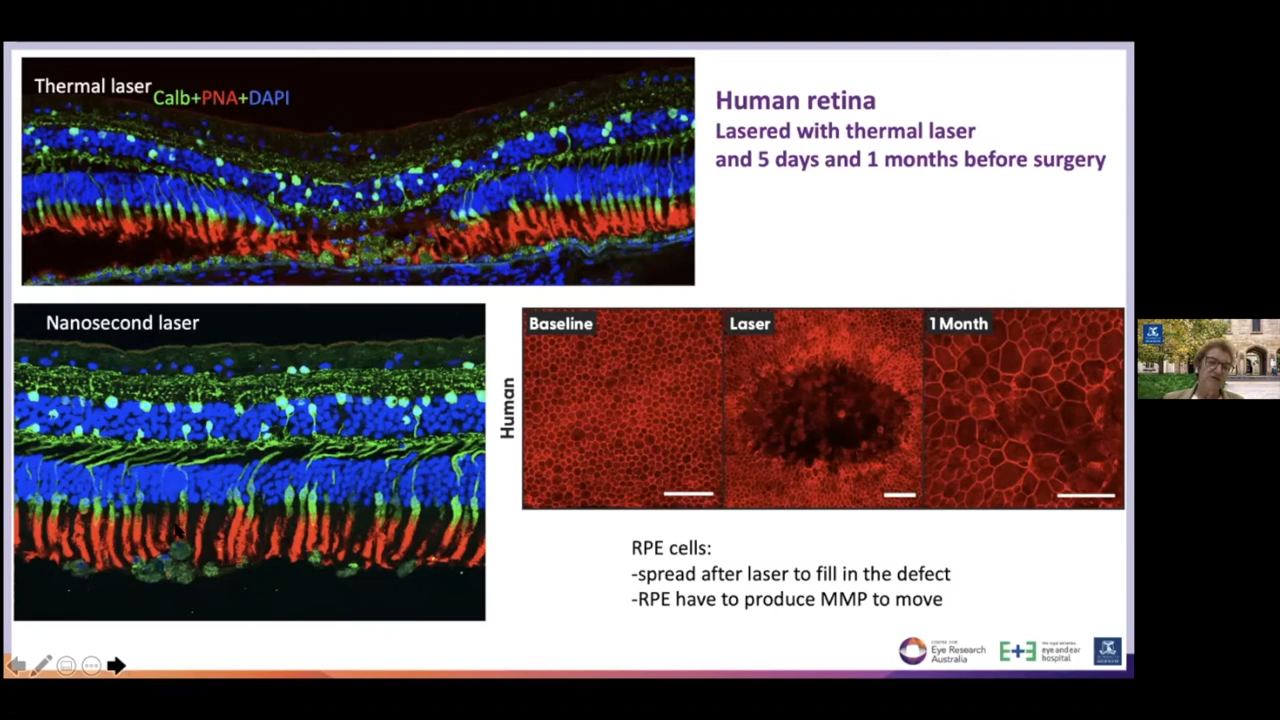 Thermal laser
Calb+PNA+DAPI
Human retina
Lasered with thermal laser
and 5 days and 1 months before surgery
Nanosecond laser
Human
Baseline
Laser
1 Month
RPE cells:
-spread after laser to fill in the defect
-RPE have to produce MMP to move
CENTRE FOR
Eye Research
Australia
E+E
eye and ear
hospital